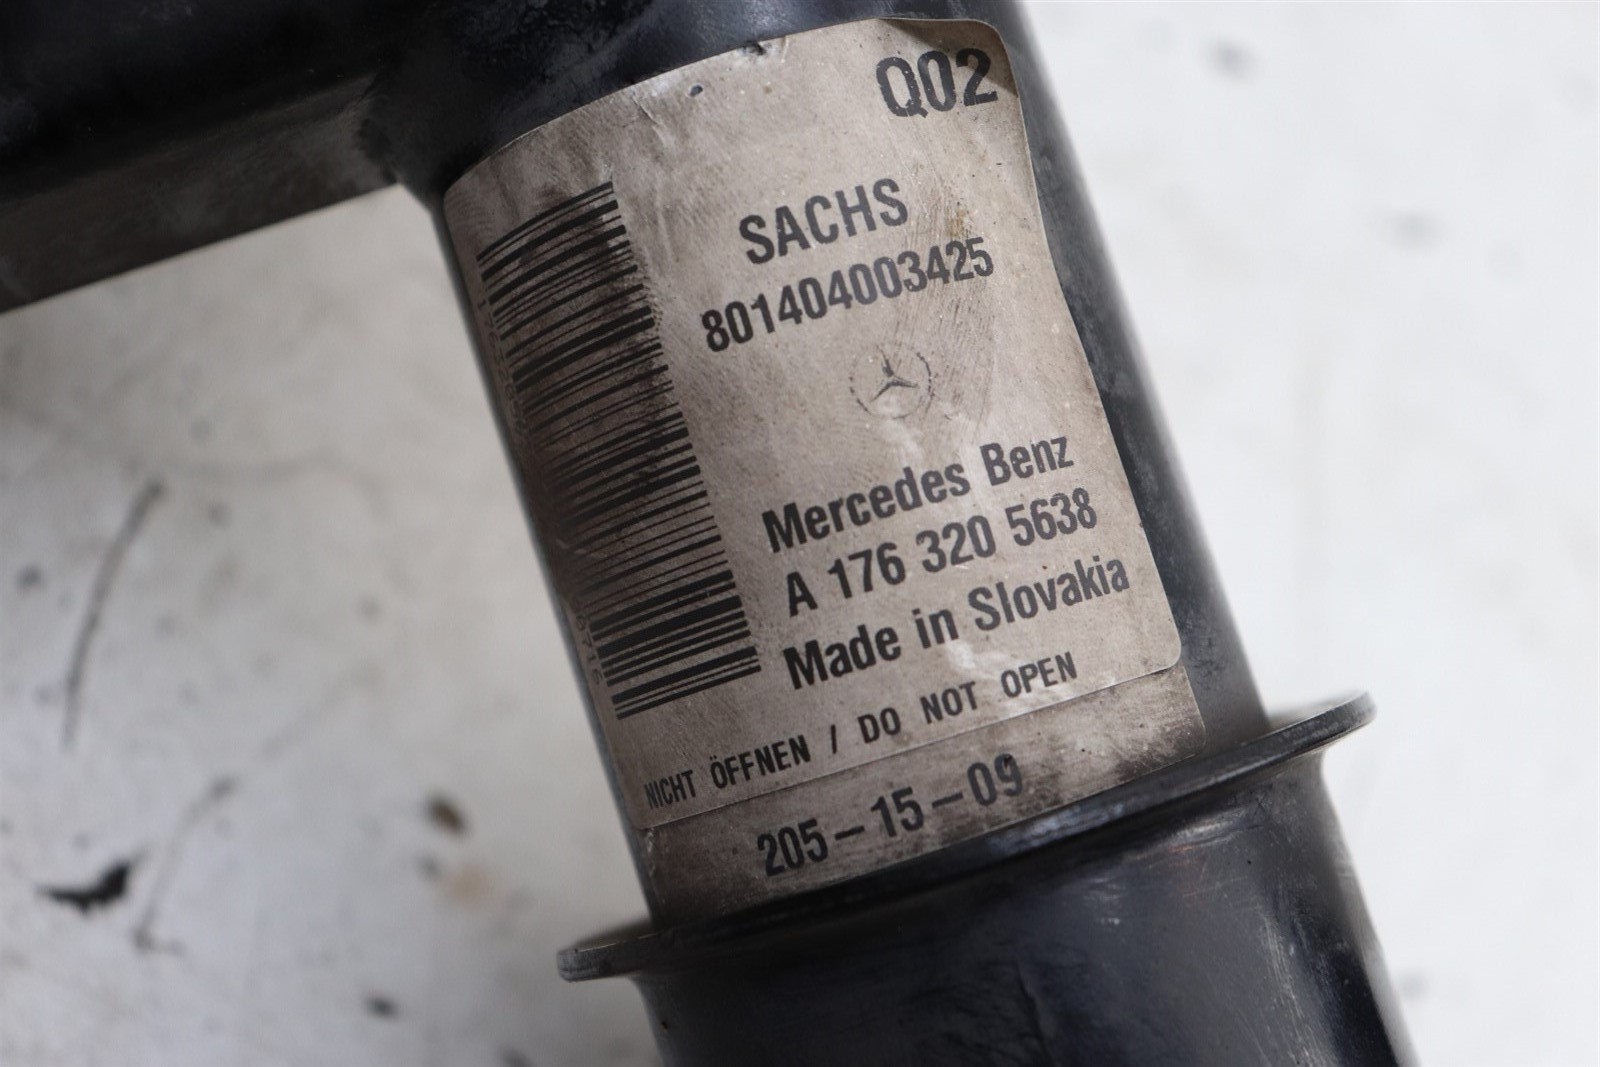 Q02
SACHS
801404003425
Mercedes Benz
A 176 320 5638
Made in Slovakia
NICHT ÖFFNEN / DO NOT OPEN
205-15-09